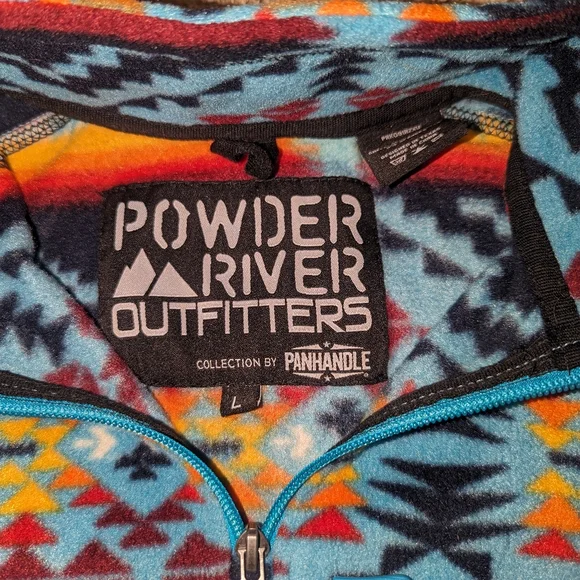 POWDER
RIVER
OUTFITTERS
COLLECTION BY PANHANDLE
L